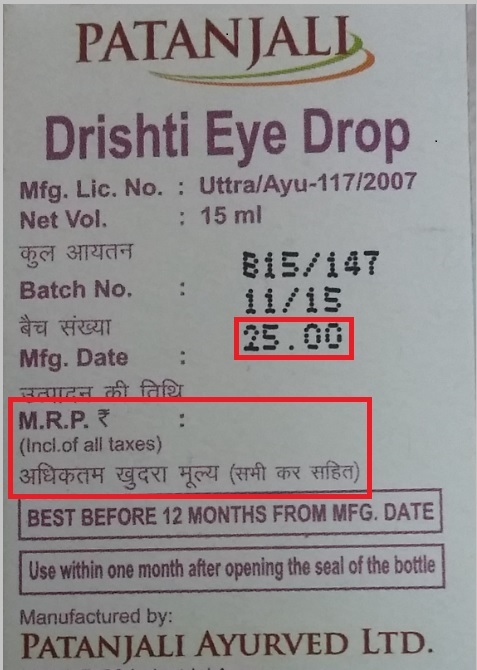 PATANJALI
Drishti Eye Drop
Mfg. Lic. No. : Uttra/Ayu-117/2007
Net Vol. : 15 ml
कुल आयतन
B15/147
Batch No. :
11/15
बैच संख्या
25.00
Mfg. Date :
उत्पादन की तिथि
M.R.P. ₹ :
(Incl.of all taxes)
अधिकतम खुदरा मूल्य (सभी कर सहित)
BEST BEFORE 12 MONTHS FROM MFG. DATE
Use within one month after opening the seal of the bottle
Manufactured by:
PATANJALI AYURVED LTD.